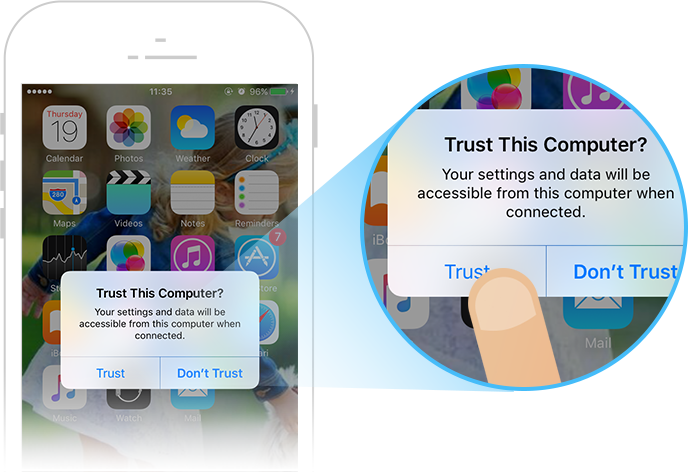 11:35 96%
Thursday
19
Calendar Photos Weather Clock
280
Maps Videos Notes Reminders
7
Trust This Computer?
Your settings and data will be
accessible from this computer when
connected.
Trust Don't Trust
Music Watch Mail
Trust This Computer?
Your settings and data will be
accessible from this computer when
connected.
Trust Don't Trust
Mail